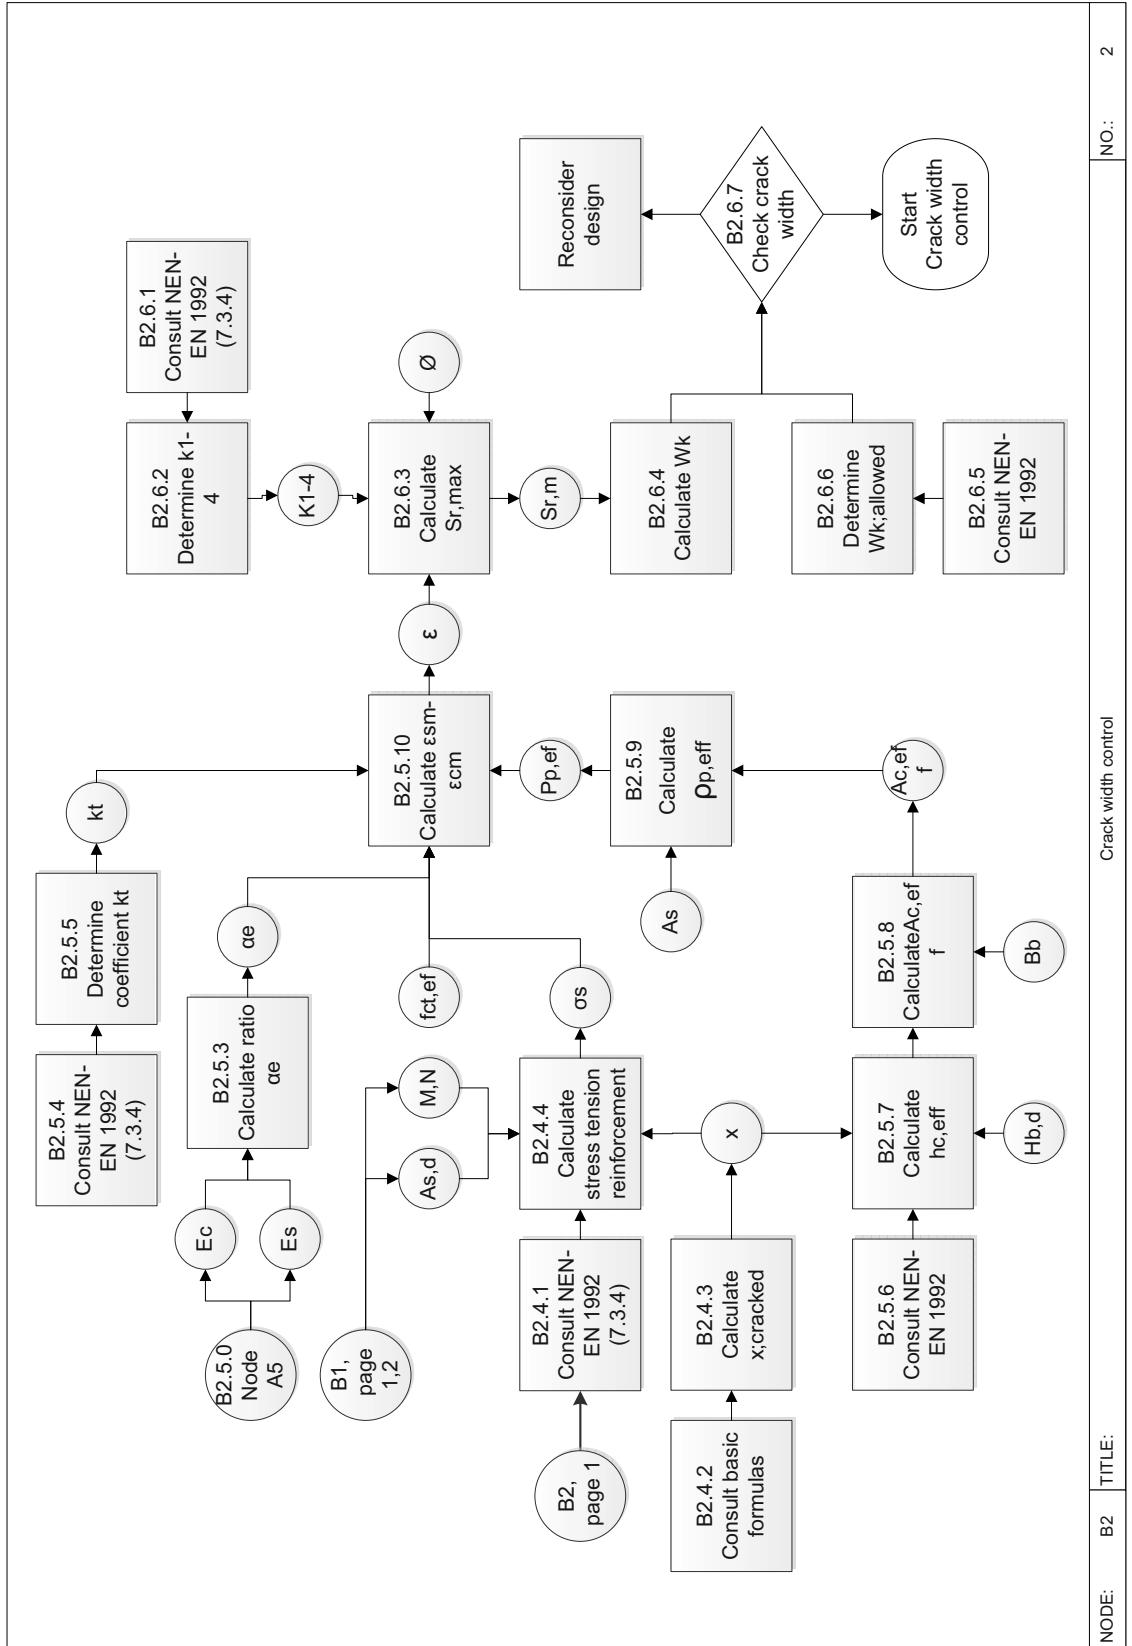 B2.5.4
Consult NEN-
EN 1992
(7.3.4)
B2.5.5
Determine
coefficient kt
kt
B2.6.2
Determine k1-
4
B2.6.1
Consult NEN-
EN 1992
(7.3.4)
B2.5.0
Node
A5
Ec
Es
B2.5.3
Calculate ratio
αe
αe
K1-4
B1,
page
1,2
As,d
M,N
fct,ef
B2.5.10
Calculate εsm-
εcm
ε
B2.6.3
Calculate
Sr,max
Ø
B2,
page 1
B2.4.1
Consult NEN-
EN 1992
(7.3.4)
B2.4.4
Calculate
stress tension
reinforcement
σs
Pp,ef
Sr,m
Reconsider
design
B2.4.2
Consult basic
formulas
B2.4.3
Calculate
x;cracked
x
As
B2.5.9
Calculate
ρp,eff
B2.6.4
Calculate Wk
B2.6.7
Check crack
width
B2.5.6
Consult NEN-
EN 1992
B2.5.7
Calculate
hc,eff
B2.5.8
CalculateAc,ef
f
Ac,ef
f
B2.6.6
Determine
Wk;allowed
Start
Crack width
control
Hb,d
Bb
B2.6.5
Consult NEN-
EN 1992
NODE: B2 TITLE: Crack width control NO.: 2